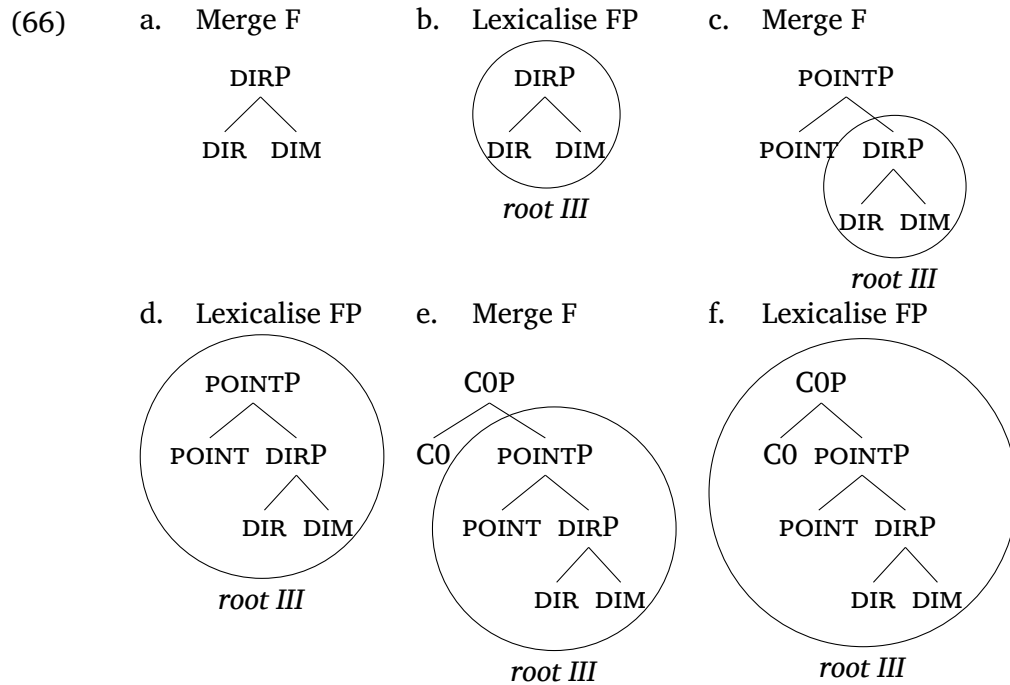 (66) a. Merge F b. Lexicalise FP c. Merge F
DIRP DIRP POINTP
DIR DIM DIR DIM POINT DIRP
root III DIR DIM
root III
d. Lexicalise FP e. Merge F f. Lexicalise FP
POINTP C0P C0P
POINT DIRP C0 POINTP C0 POINTP
DIR DIM POINT DIRP POINT DIRP
root III DIR DIM DIR DIM
root III root III